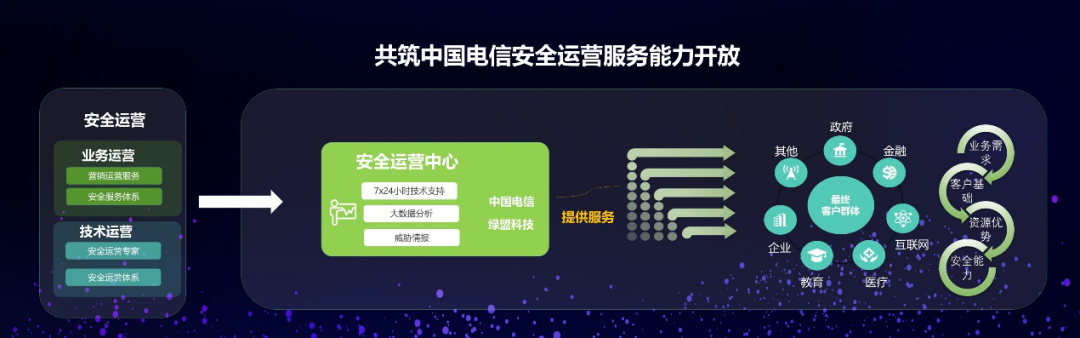 共筑中国电信安全运营服务能力开放
安全运营
业务运营
营销运营服务
安全服务体系
技术运营
安全运营专家
安全运营体系
安全运营中心
7x24小时技术支持
大数据分析
威胁情报
中国电信
绿盟科技
提供服务
政府
其他
金融
最终
客户群体
企业
互联网
教育
医疗
业务需
求
客户基
础
资源优
势
安全能
力